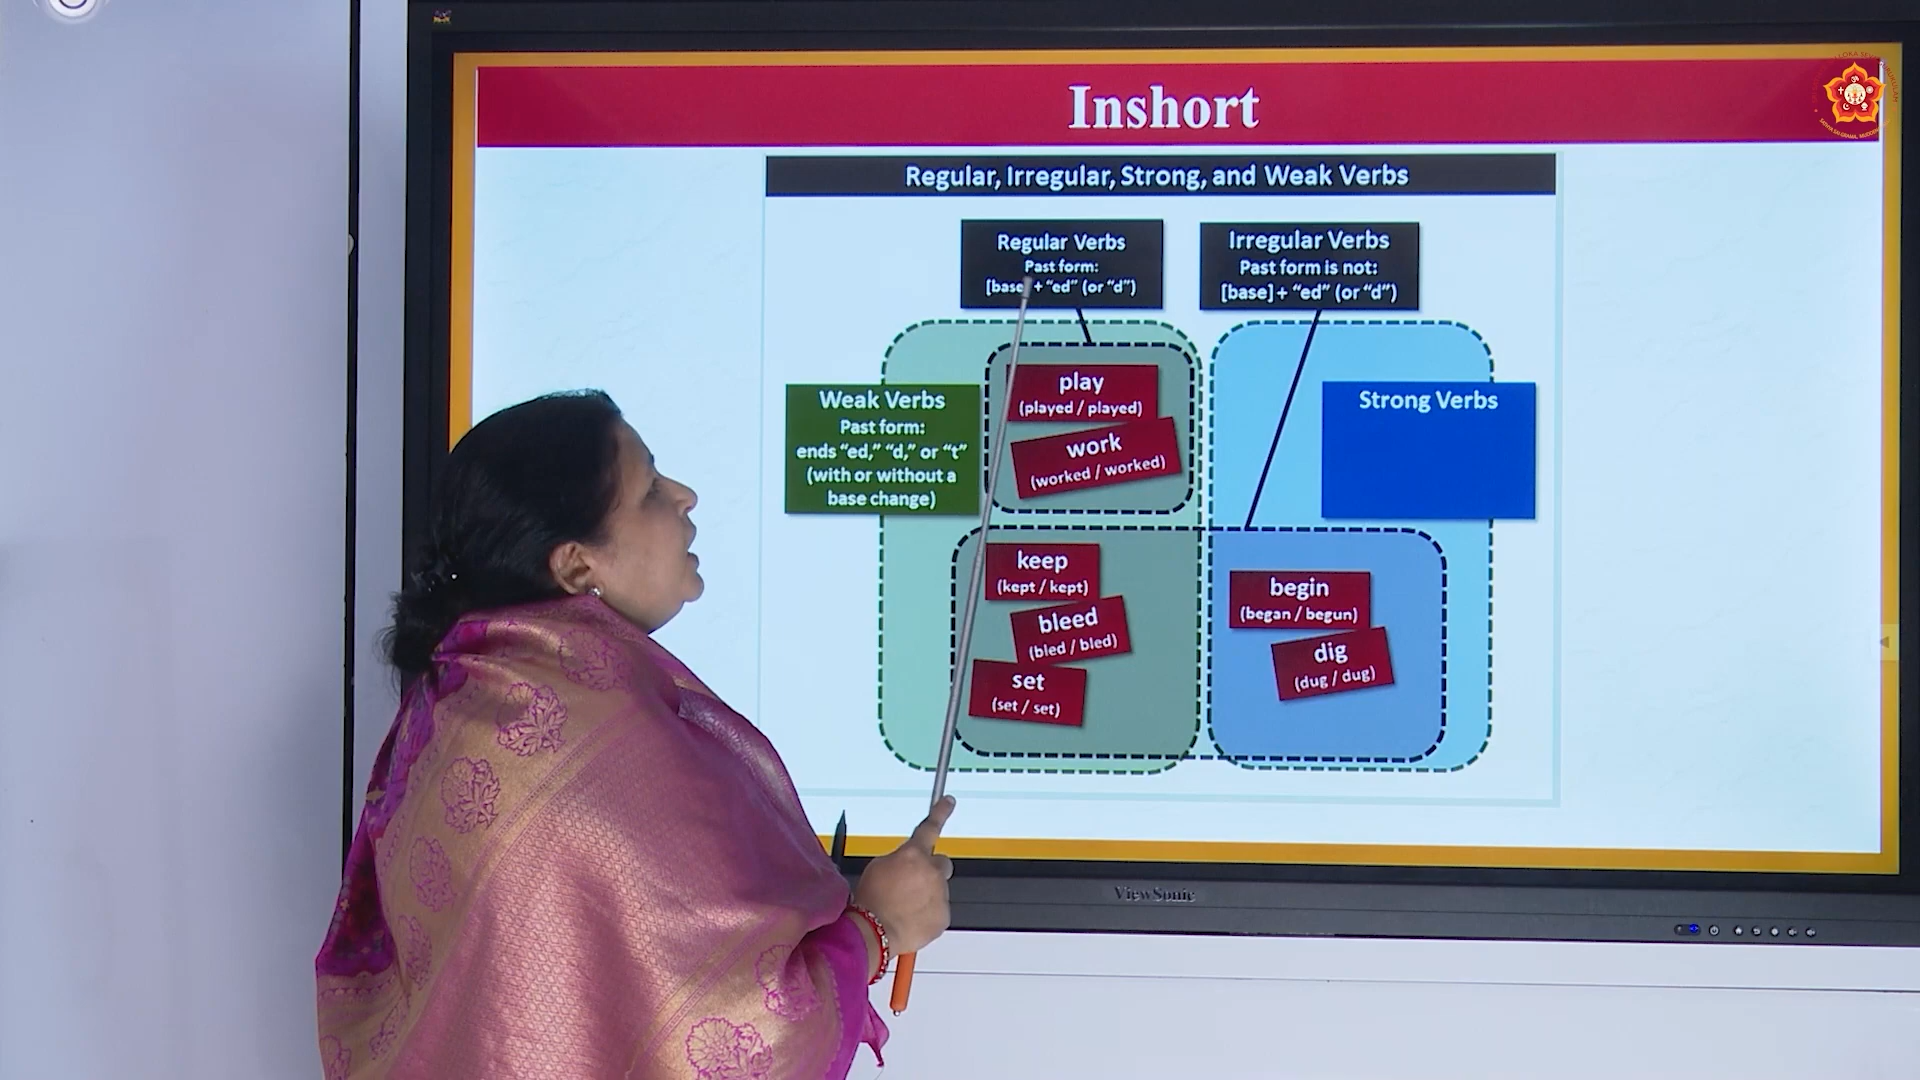 Inshort
Regular, Irregular, Strong, and Weak Verbs
Regular Verbs
Past form:
[base] + “ed” (or “d”)
Irregular Verbs
Past form is not:
[base] + “ed” (or “d”)
Weak Verbs
Past form:
ends “ed,” “d,” or “t”
(with or without a
base change)
play
(played / played)
work
(worked / worked)
Strong Verbs
keep
(kept / kept)
bleed
(bled / bled)
set
(set / set)
begin
(began / begun)
dig
(dug / dug)
ViewSonic